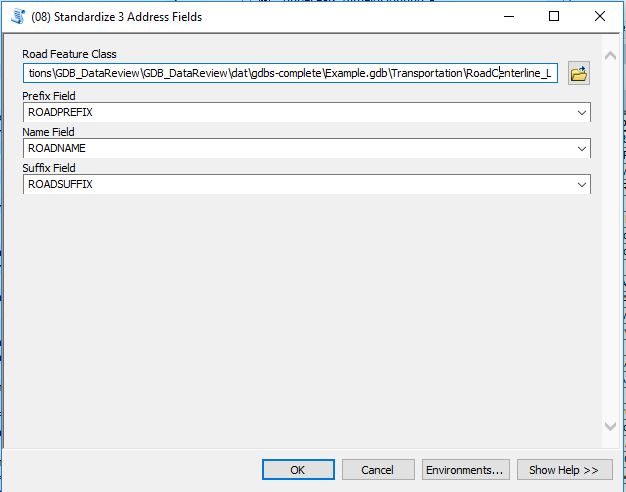 (08) Standardize 3 Address Fields
Road Feature Class
tions\GDB_DataReview\GDB_DataReview\dat\gdbs-complete\Example.gdb\Transportation\RoadCenterline_L
Prefix Field
ROADPREFIX
Name Field
ROADNAME
Suffix Field
ROADSUFFIX
OK Cancel Environments... Show Help >>